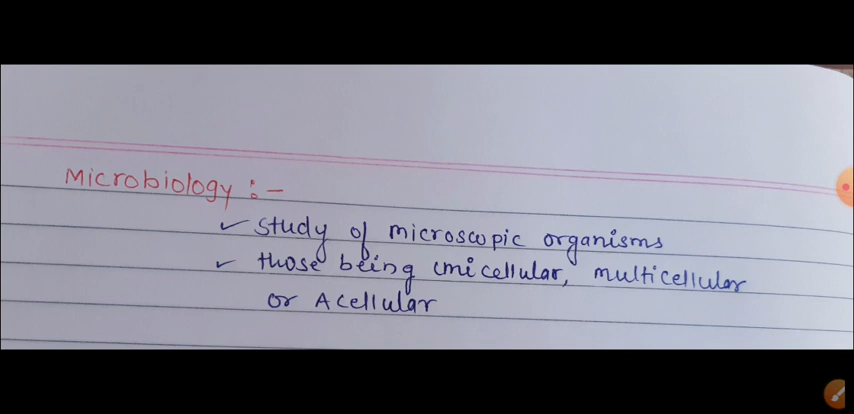 Microbiology :-
✓ Study of microscopic organisms
✓ those being unicellular, multicellular
or Acellular